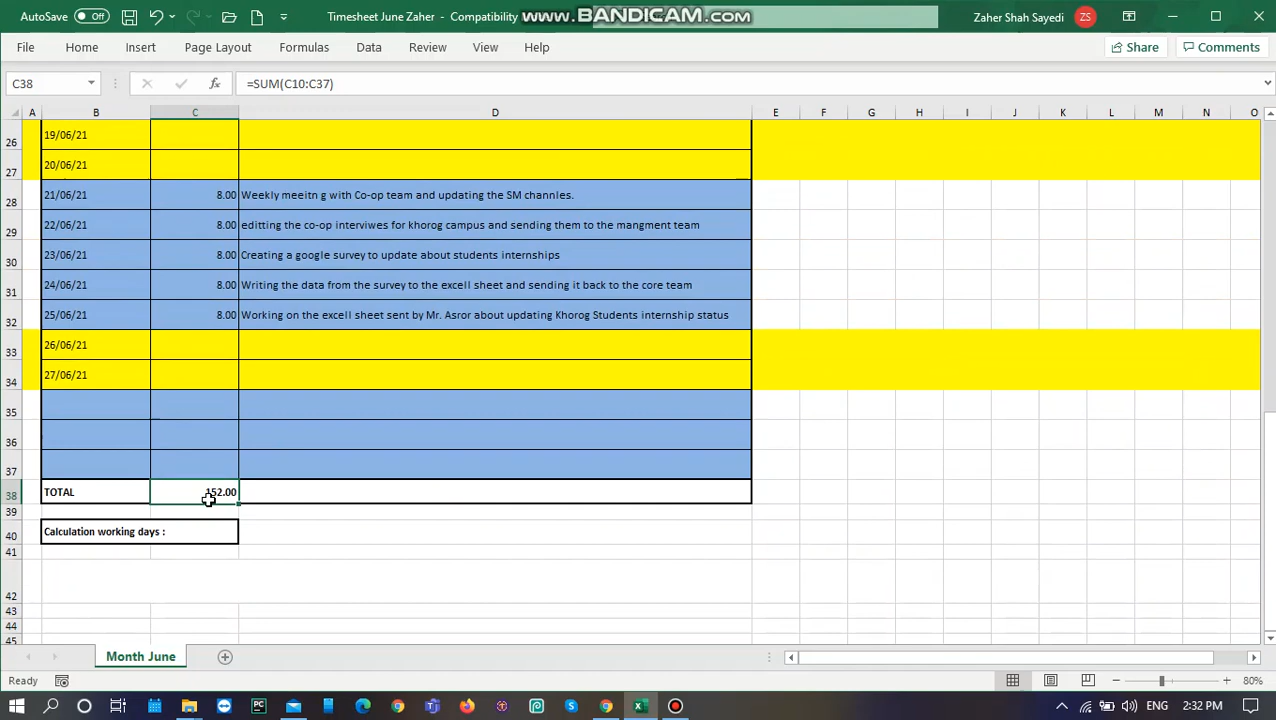 AutoSave Off Timesheet June Zaher - Compatibility www.BANDICAM.com Zaher Shah Sayedi ZS
File Home Insert Page Layout Formulas Data Review View Help Share Comments
C38 fx =SUM(C10:C37)
A B C D E F G H I J K L M N O
26 19/06/21
27 20/06/21
28 21/06/21 8.00 Weekly meeitn g with Co-op team and updating the SM channles.
29 22/06/21 8.00 editting the co-op interviwes for khorog campus and sending them to the mangment team
30 23/06/21 8.00 Creating a google survey to update about students internships
31 24/06/21 8.00 Writing the data from the survey to the excell sheet and sending it back to the core team
32 25/06/21 8.00 Working on the excell sheet sent by Mr. Asror about updating Khorog Students internship status
33 26/06/21
34 27/06/21
35
36
37
38 TOTAL 152.00
39
40 Calculation working days :
41
42
43
44
45
Month June
Ready 80%
ENG 2:32 PM